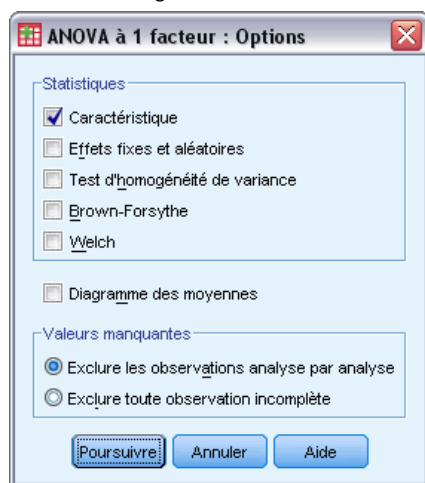 ANOVA à 1 facteur : Options
Statistiques
Caractéristique
Effets fixes et aléatoires
Test d'homogénéité de variance
Brown-Forsythe
Welch
Diagramme des moyennes
Valeurs manquantes
Exclure les observations analyse par analyse
Exclure toute observation incomplète
Poursuivre Annuler Aide